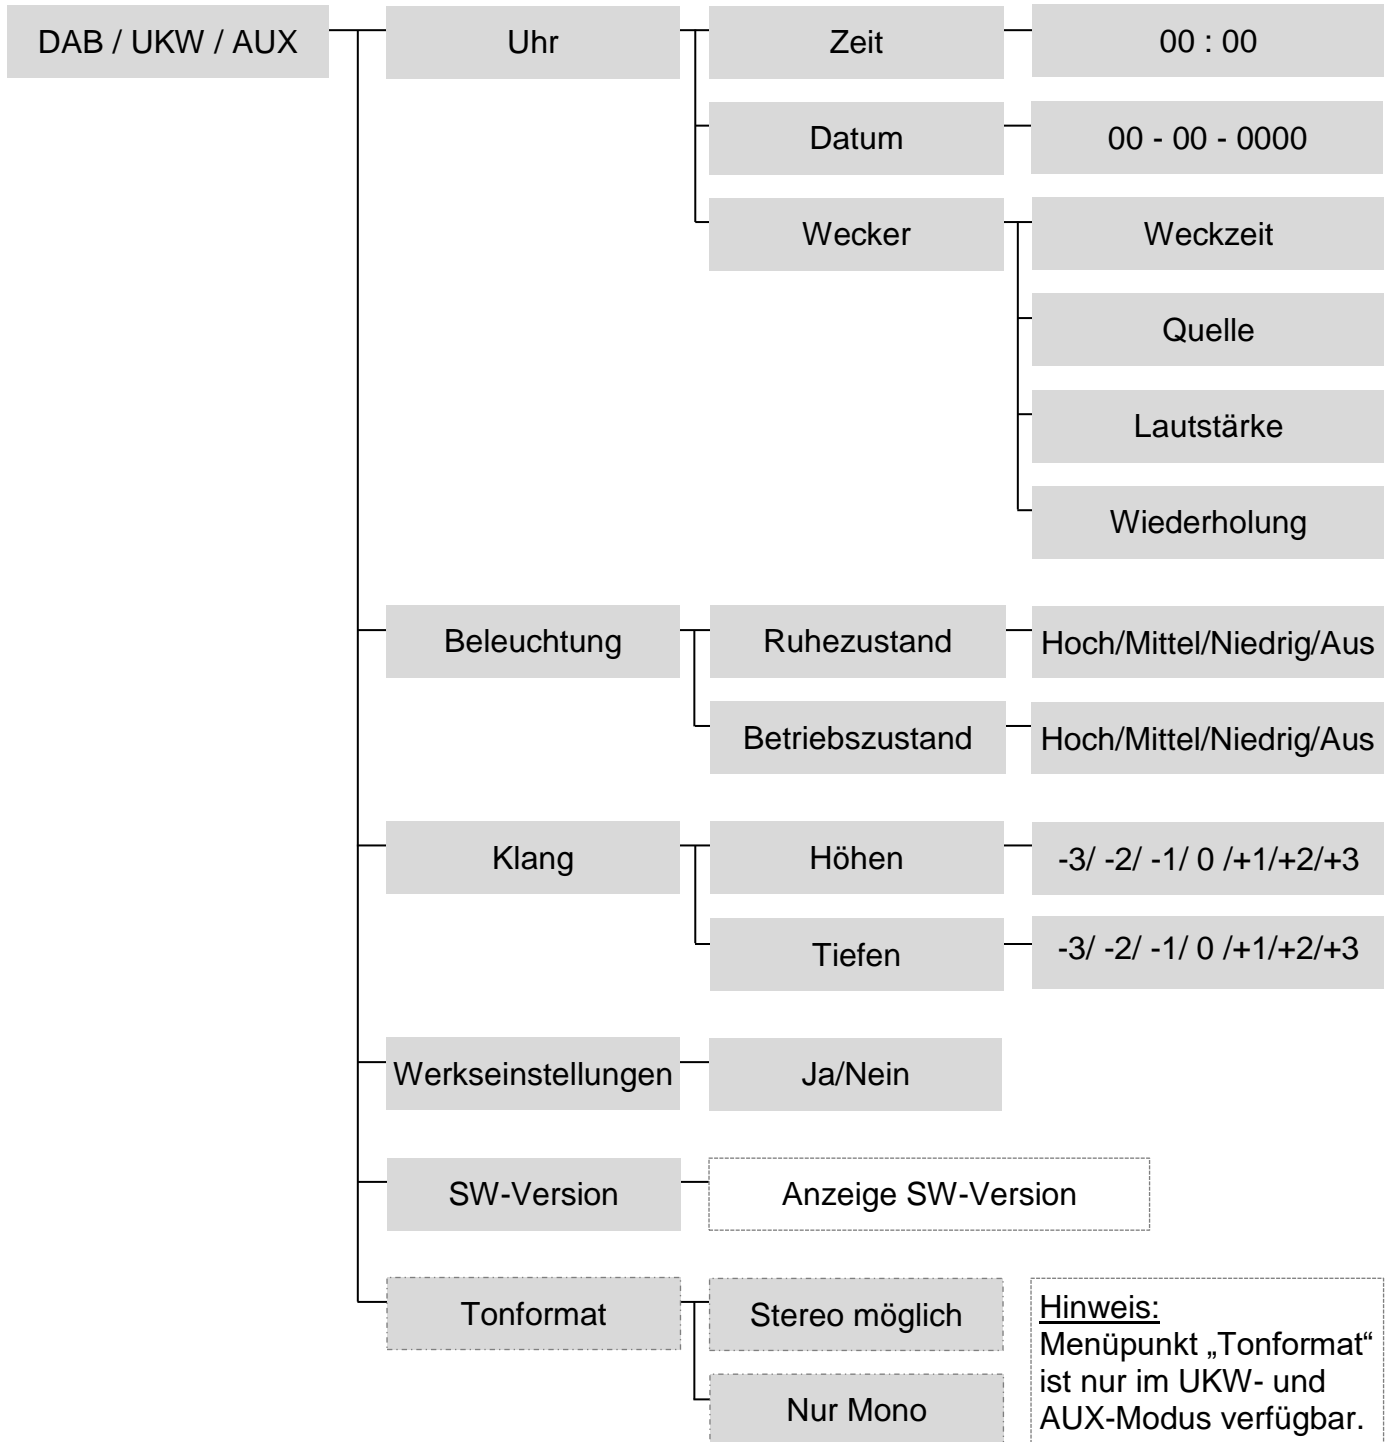 DAB / UKW / AUX
Uhr
Zeit
00 : 00
Datum
00 - 00 - 0000
Wecker
Weckzeit
Quelle
Lautstärke
Wiederholung
Beleuchtung
Ruhezustand
Hoch/Mittel/Niedrig/Aus
Betriebszustand
Hoch/Mittel/Niedrig/Aus
Klang
Höhen
-3/ -2/ -1/ 0 /+1/+2/+3
Tiefen
-3/ -2/ -1/ 0 /+1/+2/+3
Werkseinstellungen
Ja/Nein
SW-Version
Anzeige SW-Version
Tonformat
Stereo möglich
Nur Mono
Hinweis:
Menüpunkt „Tonformat“
ist nur im UKW- und
AUX-Modus verfügbar.